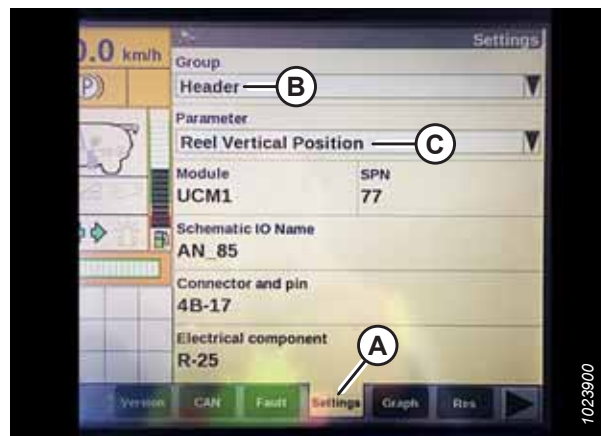 0.0 km/h
Settings
Group
Header
B
Parameter
Reel Vertical Position
C
Module SPN
UCM1 77
Schematic IO Name
AN_85
Connector and pin
4B-17
Electrical component
R-25
A
Version CAN Fault Settings Graph Res
1023900